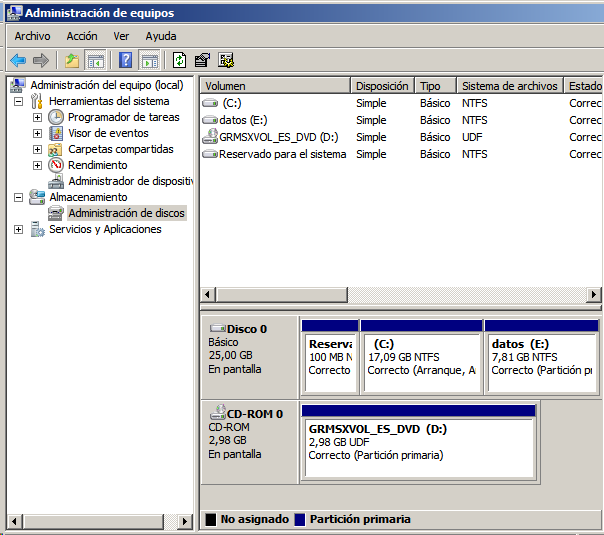 Administración de equipos
Archivo Acción Ver Ayuda
Administración del equipo (local)
Herramientas del sistema
Programador de tareas
Visor de eventos
Carpetas compartidas
Rendimiento
Administrador de dispositiv
Almacenamiento
Administración de discos
Servicios y Aplicaciones
Volumen Disposición Tipo Sistema de archivos Estado
(C:) Simple Básico NTFS Correc
datos (E:) Simple Básico NTFS Correc
GRMSXVOL_ES_DVD (D:) Simple Básico UDF Correc
Reservado para el sistema Simple Básico NTFS Correc
Disco 0
Básico
25,00 GB
En pantalla
Reserva
100 MB N
Correcto
(C:)
17,09 GB NTFS
Correcto (Arranque, A
datos (E:)
7,81 GB NTFS
Correcto (Partición pr
CD-ROM 0
CD-ROM
2,98 GB
En pantalla
GRMSXVOL_ES_DVD (D:)
2,98 GB UDF
Correcto (Partición primaria)
No asignado Partición primaria